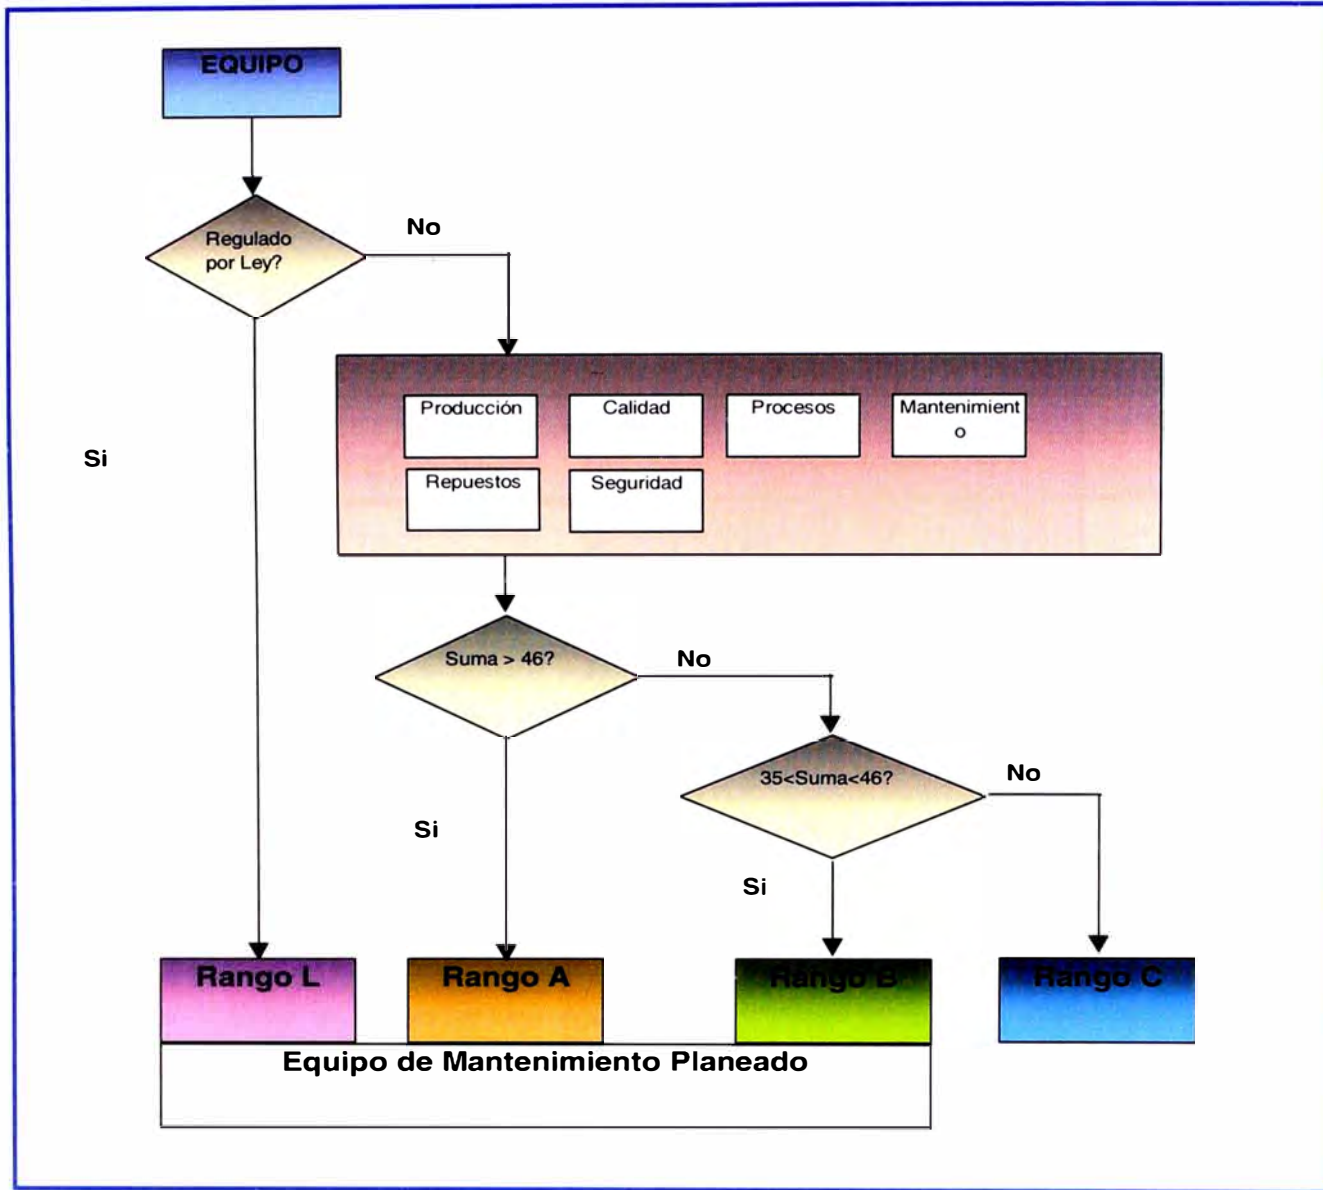 EQUIPO
Regulado
por Ley?
No
Si
Producción
Calidad
Procesos
Mantenimient
o
Repuestos
Seguridad
Suma > 46?
No
Si
35<Suma<46?
No
Si
Rango L
Rango A
Rango B
Rango C
Equipo de Mantenimiento Planeado